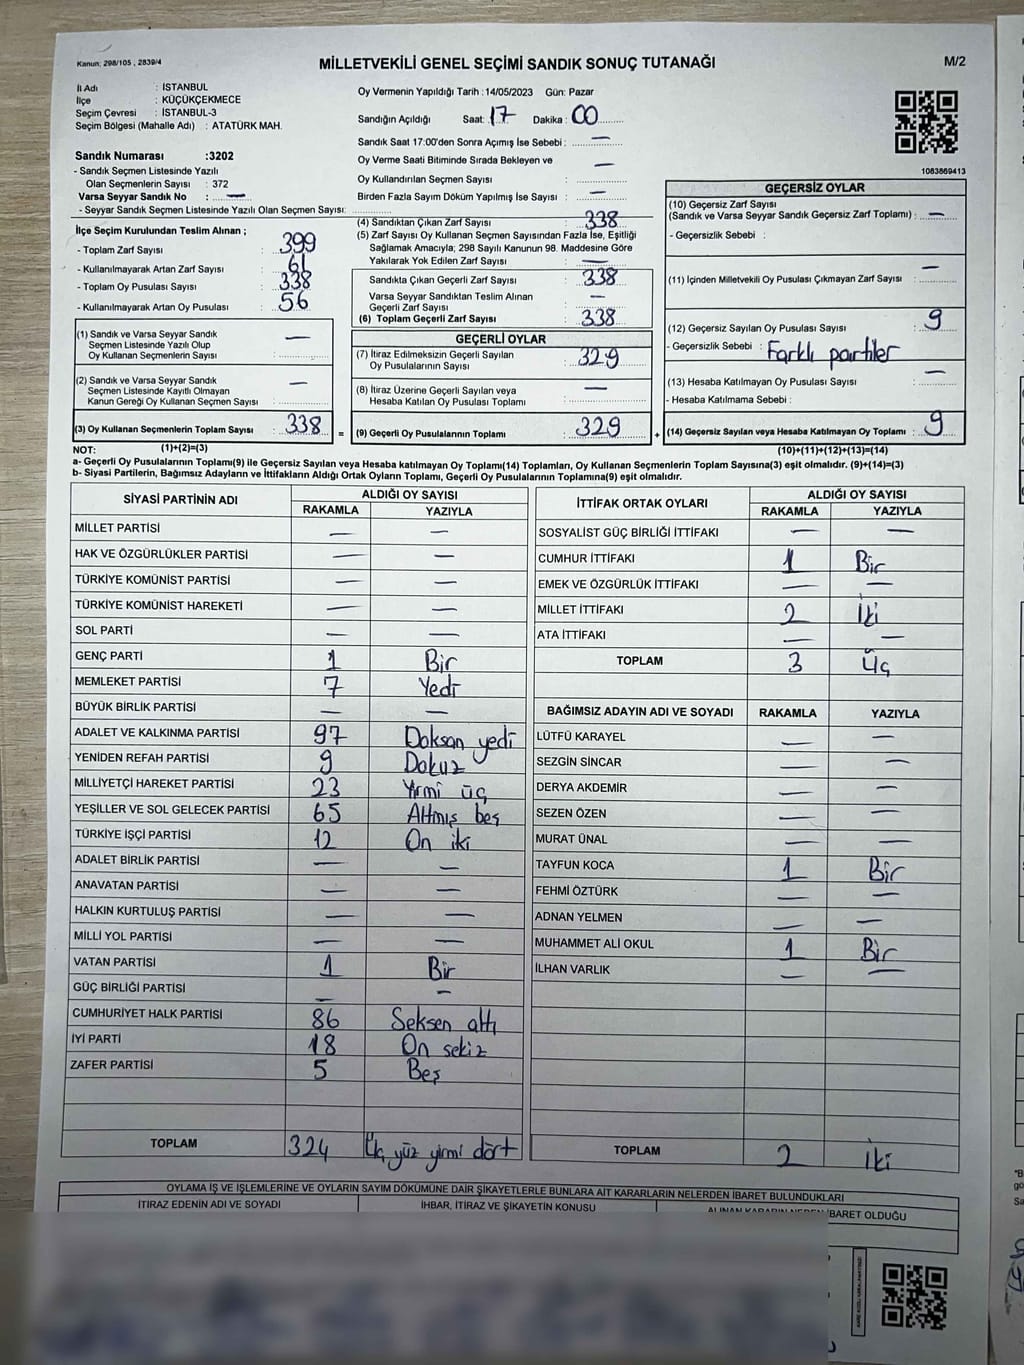 Kanun: 298/105 , 2839/4
MİLLETVEKİLİ GENEL SEÇİMİ SANDIK SONUÇ TUTANAĞI
M/2
İl Adı : İSTANBUL
İlçe : KÜÇÜKÇEKMECE
Seçim Çevresi : İSTANBUL-3
Seçim Bölgesi (Mahalle Adı) : ATATÜRK MAH.
Sandık Numarası :3202
- Sandık Seçmen Listesinde Yazılı
Olan Seçmenlerin Sayısı : 372
Varsa Seyyar Sandık No : —
- Seyyar Sandık Seçmen Listesinde Yazılı Olan Seçmen Sayısı:
Oy Vermenin Yapıldığı Tarih : 14/05/2023 Gün: Pazar
Sandığın Açıldığı Saat: 17 Dakika : 00
Sandık Saat 17:00'den Sonra Açımış İse Sebebi : —
Oy Verme Saati Bitiminde Sırada Bekleyen ve —
Oy Kullandırılan Seçmen Sayısı :
Birden Fazla Sayım Döküm Yapılmış İse Sayısı : —
1083869413
İlçe Seçim Kurulundan Teslim Alınan ;
- Toplam Zarf Sayısı : 399
- Kullanılmayarak Artan Zarf Sayısı : 61
- Toplam Oy Pusulası Sayısı : 338
- Kullanılmayarak Artan Oy Pusulası : 56
(1) Sandık ve Varsa Seyyar Sandık —
Seçmen Listesinde Yazılı Olup
Oy Kullanan Seçmenlerin Sayısı :
(2) Sandık ve Varsa Seyyar Sandık —
Seçmen Listesinde Kayıtlı Olmayan
Kanun Gereği Oy Kullanan Seçmen Sayısı :
(3) Oy Kullanan Seçmenlerin Toplam Sayısı : 338 =
(1)+(2)=(3)
(4) Sandıktan Çıkan Zarf Sayısı : 338
(5) Zarf Sayısı Oy Kullanan Seçmen Sayısından Fazla İse, Eşitliği
Sağlamak Amacıyla; 298 Sayılı Kanunun 98. Maddesine Göre
Yakılarak Yok Edilen Zarf Sayısı : —
Sandıkta Çıkan Geçerli Zarf Sayısı : 338
Varsa Seyyar Sandıktan Teslim Alınan —
Geçerli Zarf Sayısı :
(6) Toplam Geçerli Zarf Sayısı : 338
GEÇERLİ OYLAR
(7) İtiraz Edilmeksizin Geçerli Sayılan
Oy Pusulalarının Sayısı : 329
(8) İtiraz Üzerine Geçerli Sayılan veya —
Hesaba Katılan Oy Pusulası Toplamı :
(9) Geçerli Oy Pusulalarının Toplamı : 329 +
GEÇERSİZ OYLAR
(10) Geçersiz Zarf Sayısı
(Sandık ve Varsa Seyyar Sandık Geçersiz Zarf Toplamı) : —
- Geçersizlik Sebebi :
(11) İçinden Milletvekili Oy Pusulası Çıkmayan Zarf Sayısı : —
(12) Geçersiz Sayılan Oy Pusulası Sayısı : 9
- Geçersizlik Sebebi : Farklı partiler
(13) Hesaba Katılmayan Oy Pusulası Sayısı : —
- Hesaba Katılmama Sebebi :
(14) Geçersiz Sayılan veya Hesaba Katılmayan Oy Toplamı : 9
(10)+(11)+(12)+(13)=(14)
NOT:
a- Geçerli Oy Pusulalarının Toplamı(9) ile Geçersiz Sayılan veya Hesaba katılmayan Oy Toplamı(14) Toplamları, Oy Kullanan Seçmenlerin Toplam Sayısına(3) eşit olmalıdır. (9)+(14)=(3)
b- Siyasi Partilerin, Bağımsız Adayların ve İttifakların Aldığı Ortak Oyların Toplamı, Geçerli Oy Pusulalarının Toplamına(9) eşit olmalıdır.
SİYASİ PARTİNİN ADI ALDIĞI OY SAYISI
RAKAMLA YAZIYLA
MİLLET PARTİSİ — —
HAK VE ÖZGÜRLÜKLER PARTİSİ — —
TÜRKİYE KOMÜNİST PARTİSİ — —
TÜRKİYE KOMÜNİST HAREKETİ — —
SOL PARTİ — —
GENÇ PARTİ 1 Bir
MEMLEKET PARTİSİ 7 Yedi
BÜYÜK BİRLİK PARTİSİ — —
ADALET VE KALKINMA PARTİSİ 97 Doksan yedi
YENİDEN REFAH PARTİSİ 9 Dokuz
MİLLİYETÇİ HAREKET PARTİSİ 23 Yirmi üç
YEŞİLLER VE SOL GELECEK PARTİSİ 65 Altmış beş
TÜRKİYE İŞÇİ PARTİSİ 12 On iki
ADALET BİRLİK PARTİSİ — —
ANAVATAN PARTİSİ — —
HALKIN KURTULUŞ PARTİSİ — —
MİLLİ YOL PARTİSİ — —
VATAN PARTİSİ 1 Bir
GÜÇ BİRLİĞİ PARTİSİ — —
CUMHURİYET HALK PARTİSİ 86 Seksen altı
İYİ PARTİ 18 On sekiz
ZAFER PARTİSİ 5 Beş
TOPLAM 324 Üç yüz yirmi dört
İTTİFAK ORTAK OYLARI ALDIĞI OY SAYISI
RAKAMLA YAZIYLA
SOSYALİST GÜÇ BİRLİĞİ İTTİFAKI — —
CUMHUR İTTİFAKI 1 Bir
EMEK VE ÖZGÜRLÜK İTTİFAKI — —
MİLLET İTTİFAKI 2 İki
ATA İTTİFAKI — —
TOPLAM 3 Üç
BAĞIMSIZ ADAYIN ADI VE SOYADI RAKAMLA YAZIYLA
LÜTFÜ KARAYEL — —
SEZGİN SİNCAR — —
DERYA AKDEMİR — —
SEZEN ÖZEN — —
MURAT ÜNAL — —
TAYFUN KOCA 1 Bir
FEHMİ ÖZTÜRK — —
ADNAN YELMEN — —
MUHAMMET ALİ OKUL 1 Bir
İLHAN VARLIK — —
TOPLAM 2 İki
OYLAMA İŞ VE İŞLEMLERİNE VE OYLARIN SAYIM DÖKÜMÜNE DAİR ŞİKAYETLERLE BUNLARA AİT KARARLARIN NELERDEN İBARET BULUNDUKLARI
İTİRAZ EDENİN ADI VE SOYADI İHBAR, İTİRAZ VE ŞİKAYETİN KONUSU ALINAN KARARIN NEDEN İBARET OLDUĞU